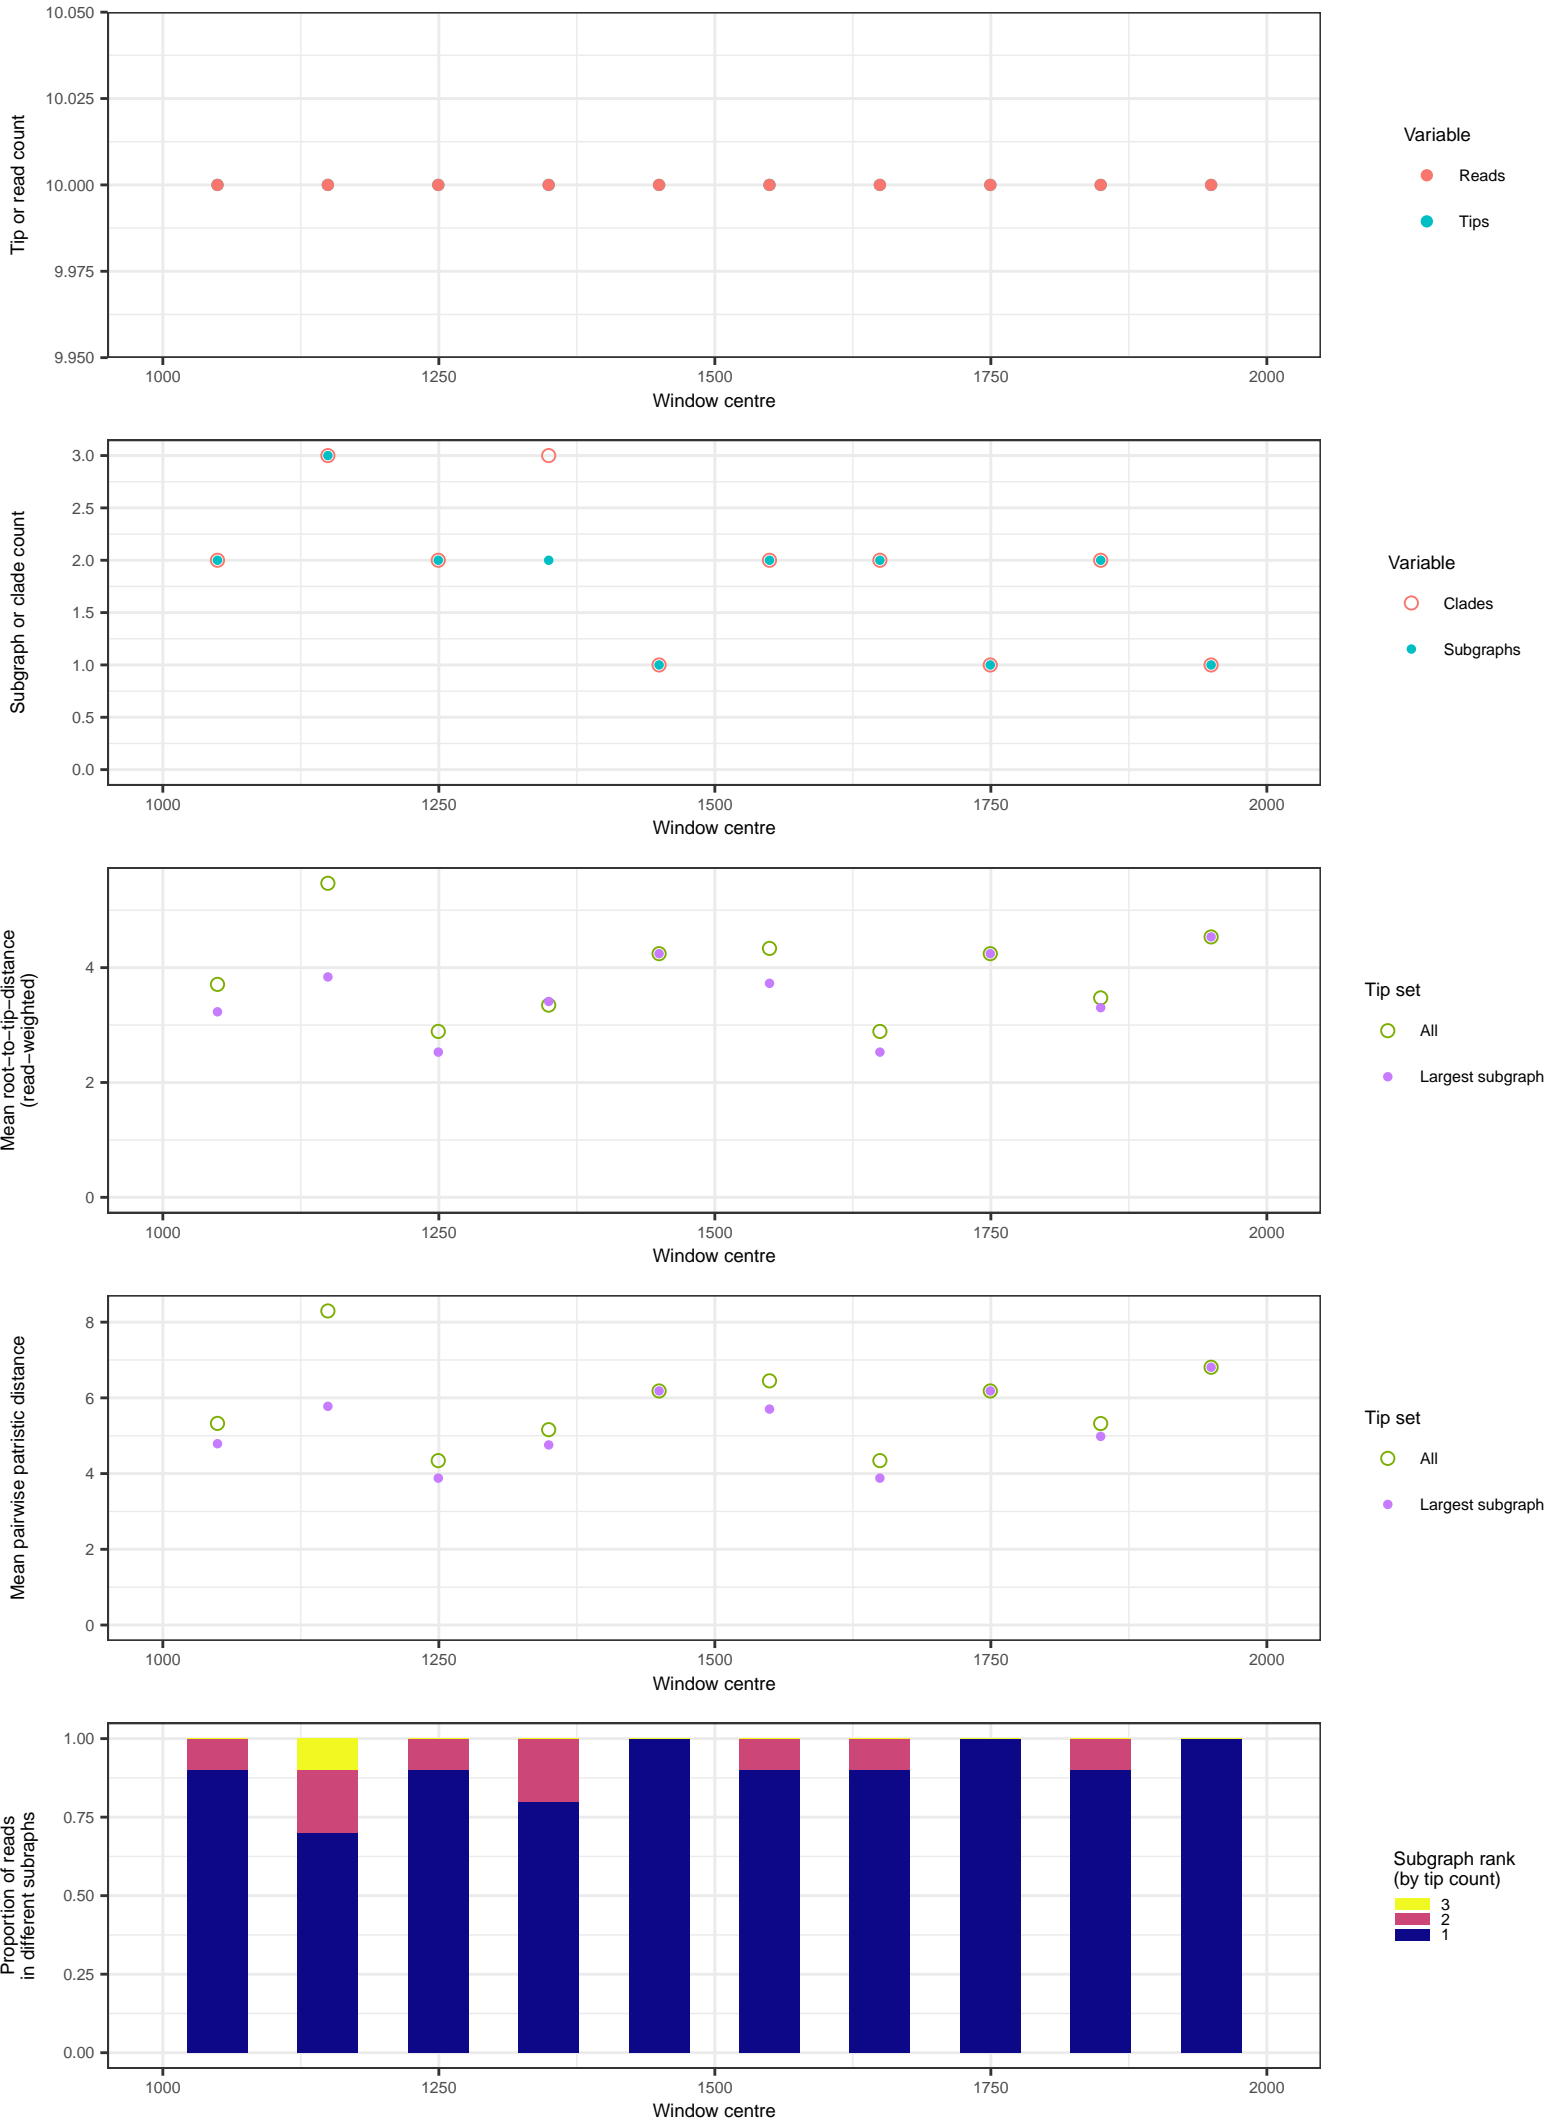 10.050
10.025
10.000
9.975
9.950
Tip or read count
1000 1250 1500 1750 2000
Window centre
Variable
Reads
Tips
3.0
2.5
2.0
1.5
1.0
0.5
0.0
Subgraph or clade count
1000 1250 1500 1750 2000
Window centre
Variable
Clades
Subgraphs
4
2
0
Mean root−to−tip−distance
(read−weighted)
1000 1250 1500 1750 2000
Window centre
Tip set
All
Largest subgraph
8
6
4
2
0
Mean pairwise patristic distance
1000 1250 1500 1750 2000
Window centre
Tip set
All
Largest subgraph
1.00
0.75
0.50
0.25
0.00
Proportion of reads
in different subraphs
1000 1250 1500 1750 2000
Window centre
Subgraph rank
(by tip count)
3
2
1